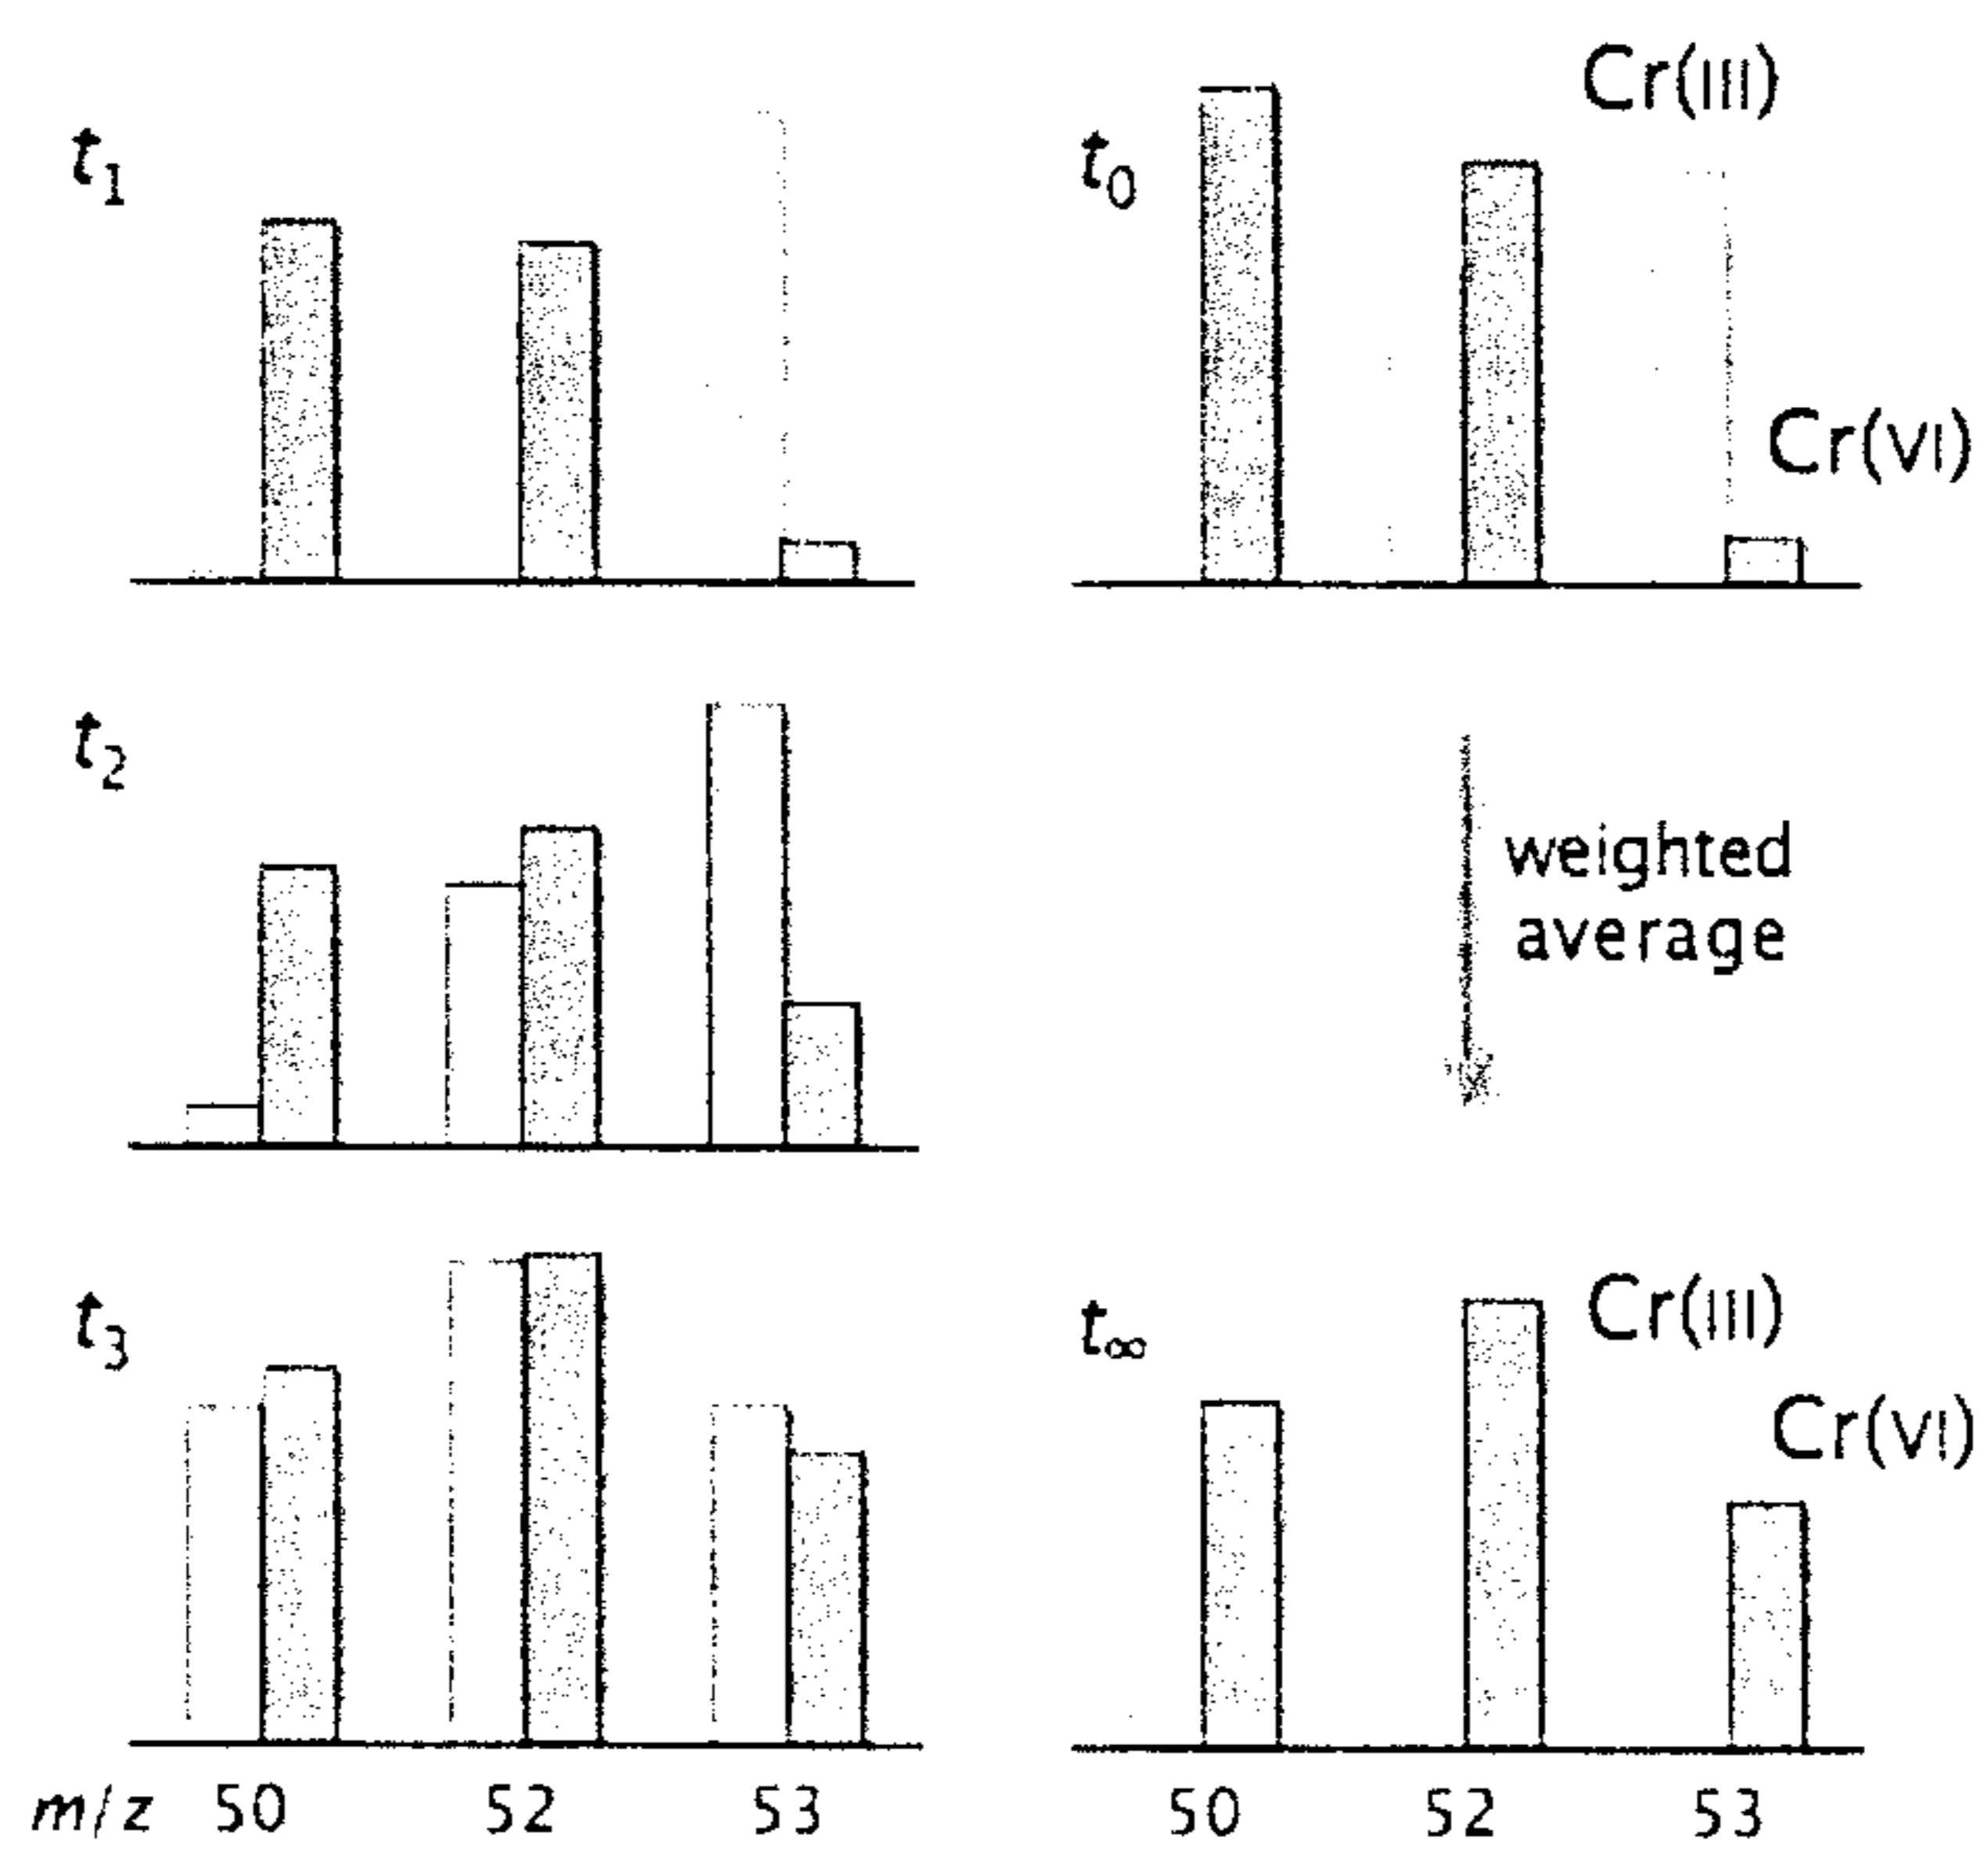 t₁
t₀
Cr(III)
Cr(VI)
t₂
weighted
average
t₃
t∞
Cr(III)
Cr(VI)
m/z 50 52 53
50 52 53